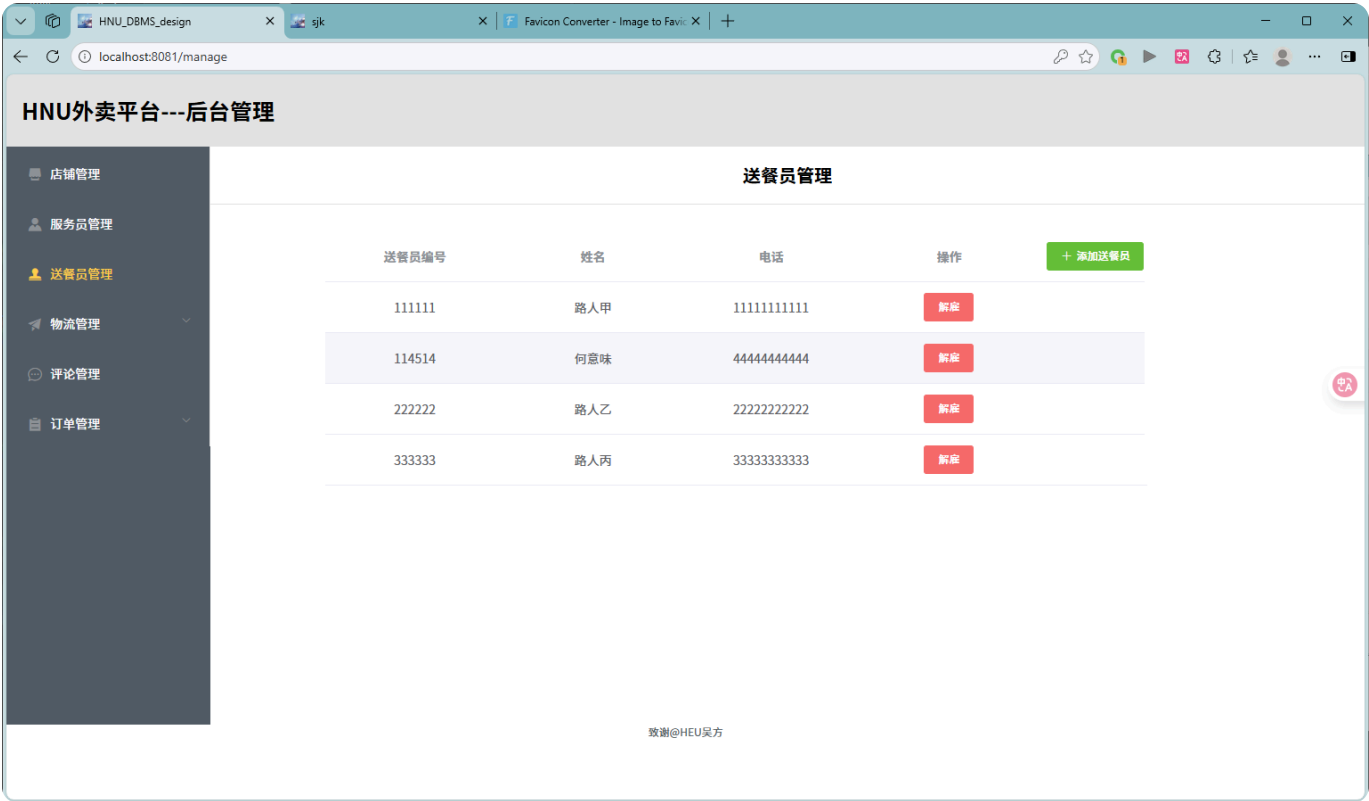 HNU_DBMS_design
sjk
Favicon Converter - Image to Favic
localhost:8081/manage
HNU外卖平台---后台管理
店铺管理
服务员管理
送餐员管理
物流管理
评论管理
订单管理
送餐员管理
送餐员编号 姓名 电话 操作 + 添加送餐员
111111 路人甲 11111111111 解雇
114514 何意味 44444444444 解雇
222222 路人乙 22222222222 解雇
333333 路人丙 33333333333 解雇
致谢@HEU吴方